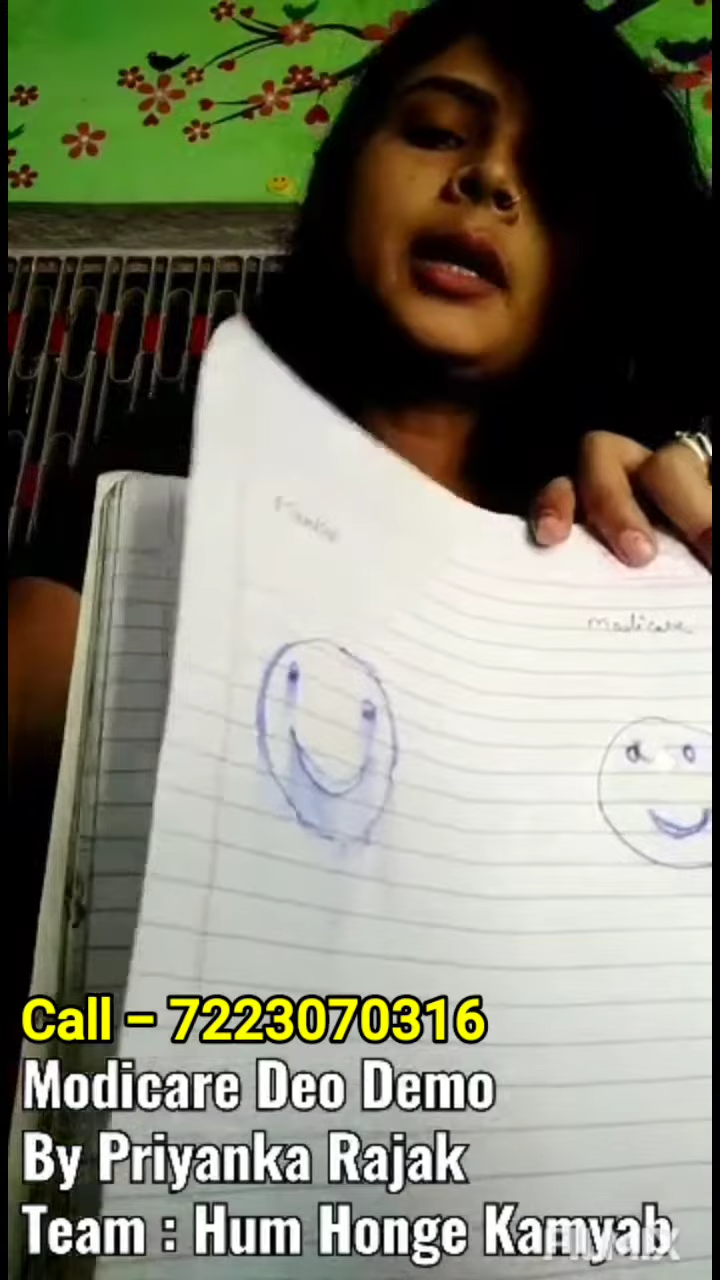 Modicare
Call – 7223070316
Modicare Deo Demo
By Priyanka Rajak
Team : Hum Honge Kamyab